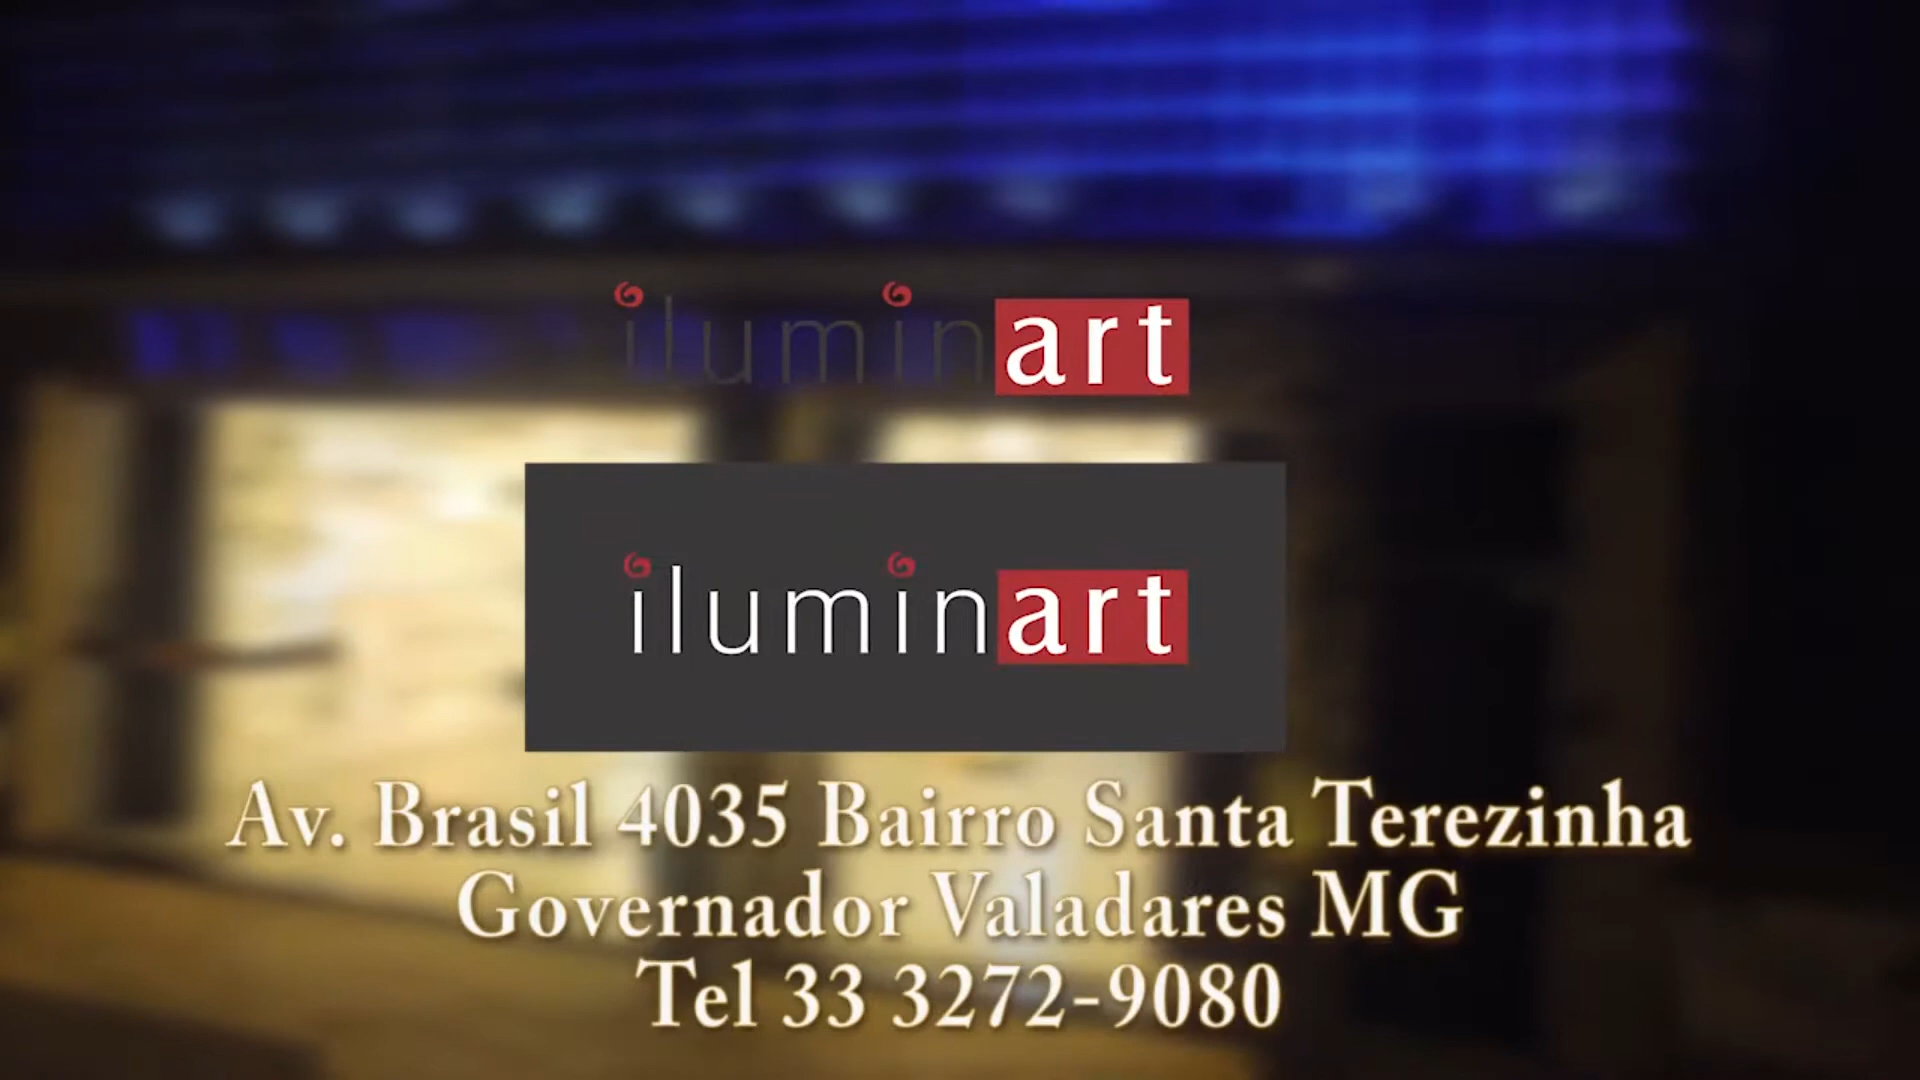 iluminart
iluminart
Av. Brasil 4035 Bairro Santa Terezinha
Governador Valadares MG
Tel 33 3272-9080